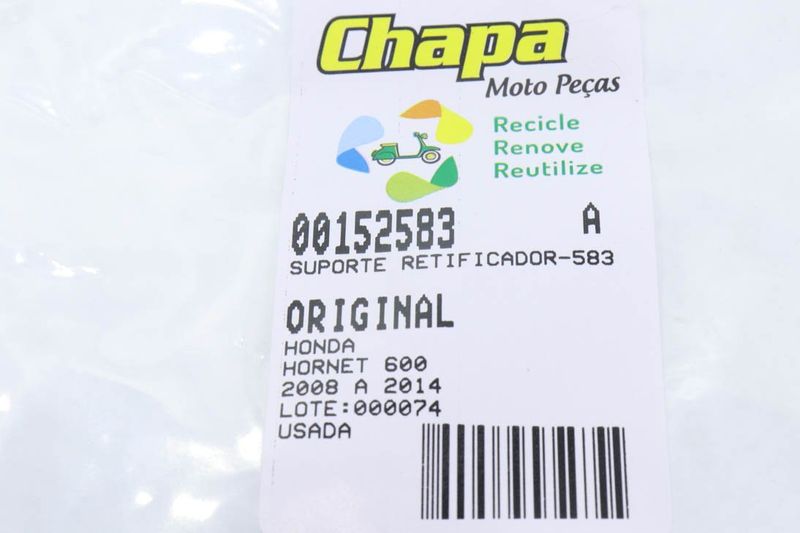 Chapa
Moto Peças
Recicle
Renove
Reutilize
00152583 A
SUPORTE RETIFICADOR-583
ORIGINAL
HONDA
HORNET 600
2008 A 2014
LOTE:000074
USADA